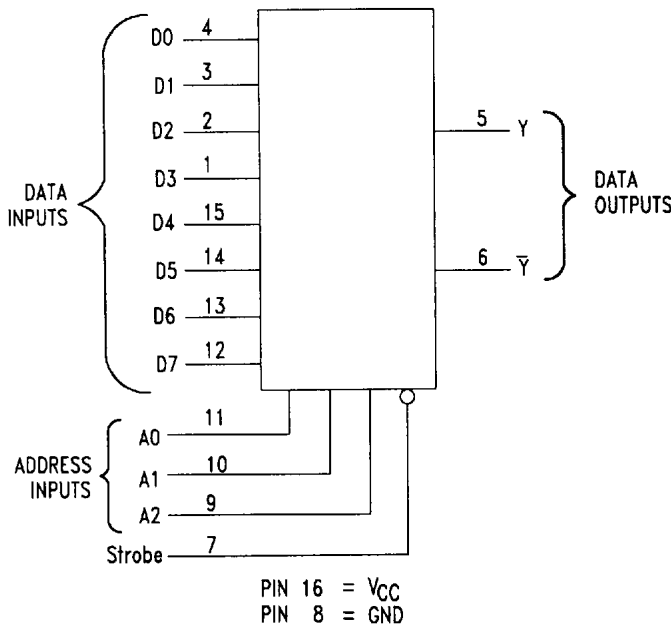 D0 4
D1 3
D2 2
D3 1
D4 15
D5 14
D6 13
D7 12
DATA
INPUTS
5 Y
6 Y̅
DATA
OUTPUTS
A0 11
A1 10
A2 9
ADDRESS
INPUTS
Strobe 7
PIN 16 = VCC
PIN 8 = GND